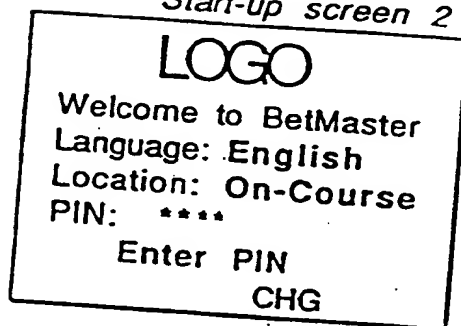 Start-up screen 2
LOGO
Welcome to BetMaster
Language: English
Location: On-Course
PIN: ****
Enter PIN
CHG